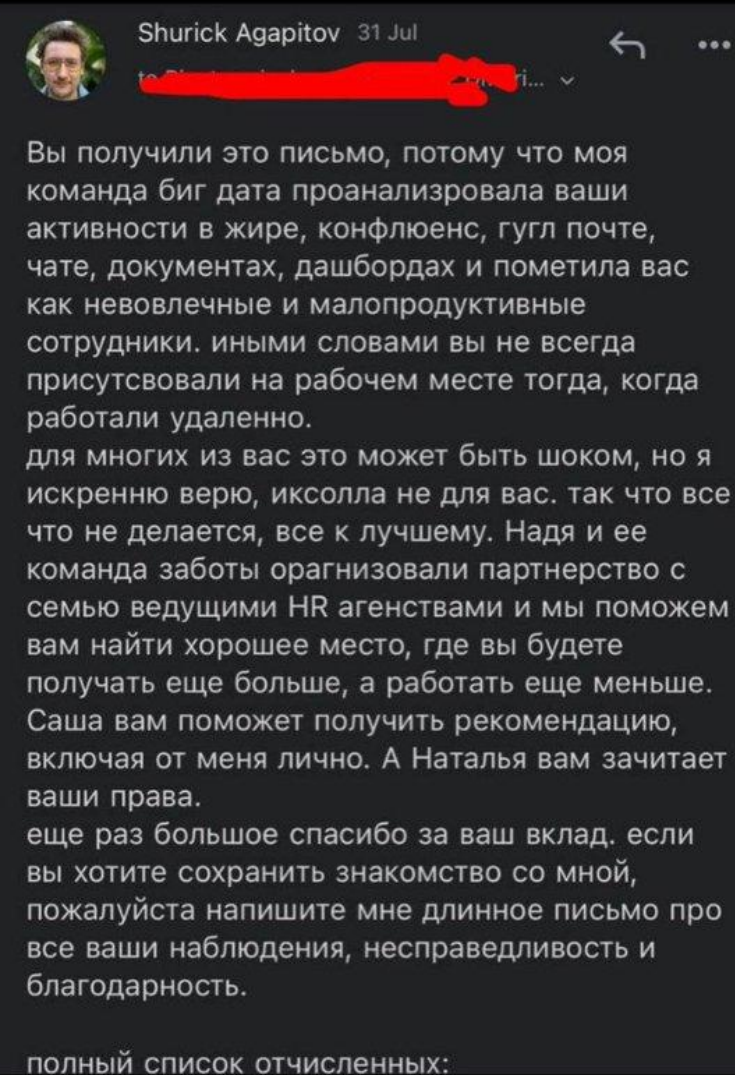 Shurick Agapitov 31 Jul
to
Вы получили это письмо, потому что моя
команда биг дата проанализровала ваши
активности в жире, конфлюенс, гугл почте,
чате, документах, дашбордах и пометила вас
как невовлечные и малопродуктивные
сотрудники. иными словами вы не всегда
присутсвовали на рабочем месте тогда, когда
работали удаленно.
для многих из вас это может быть шоком, но я
искренню верю, иксолла не для вас. так что все
что не делается, все к лучшему. Надя и ее
команда заботы орагнизовали партнерство с
семью ведущими HR агенствами и мы поможем
вам найти хорошее место, где вы будете
получать еще больше, а работать еще меньше.
Саша вам поможет получить рекомендацию,
включая от меня лично. А Наталья вам зачитает
ваши права.
еще раз большое спасибо за ваш вклад. если
вы хотите сохранить знакомство со мной,
пожалуйста напишите мне длинное письмо про
все ваши наблюдения, несправедливость и
благодарность.
полный список отчисленных: